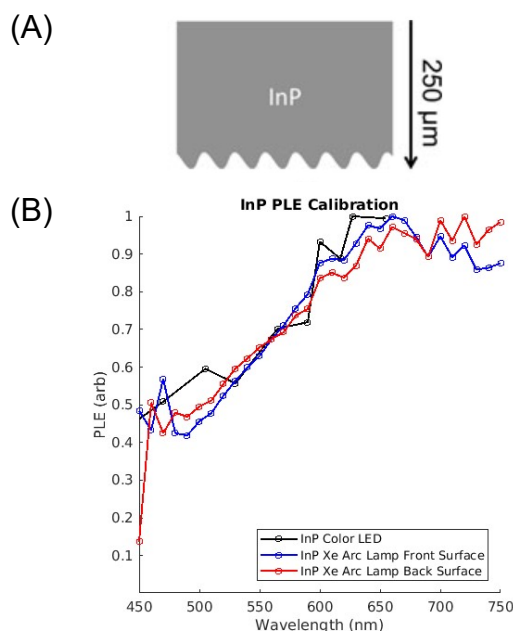 (A)
InP
250 μm
(B)
InP PLE Calibration
1
0.9
0.8
0.7
0.6
0.5
0.4
0.3
0.2
0.1
PLE (arb)
InP Color LED
InP Xe Arc Lamp Front Surface
InP Xe Arc Lamp Back Surface
450 500 550 600 650 700 750
Wavelength (nm)